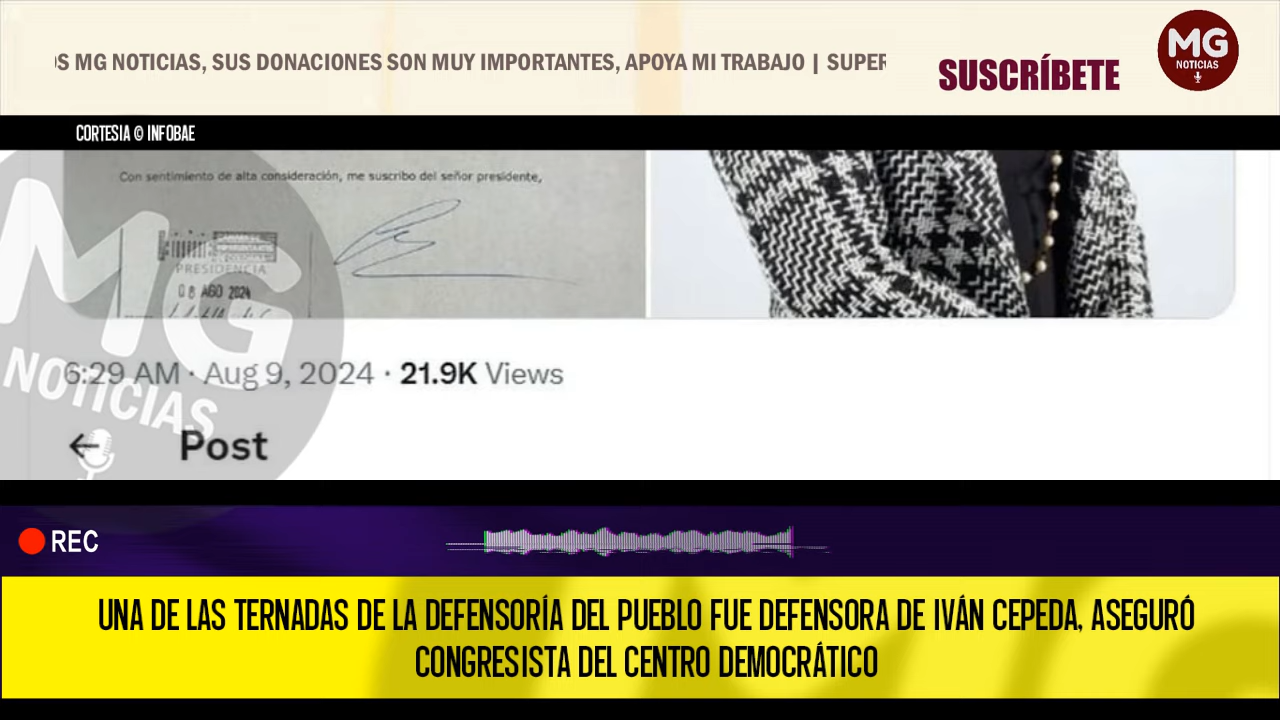 S MG NOTICIAS, SUS DONACIONES SON MUY IMPORTANTES, APOYA MI TRABAJO | SUPER
SUSCRÍBETE
MG
NOTICIAS
CORTESIA © INFOBAE
Con sentimiento de alta consideración, me suscribo del señor presidente,
PRESIDENCIA
08 AGO 2024
MG
NOTICIAS
6:29 AM · Aug 9, 2024 · 21.9K Views
← Post
REC
UNA DE LAS TERNADAS DE LA DEFENSORÍA DEL PUEBLO FUE DEFENSORA DE IVÁN CEPEDA, ASEGURÓ
CONGRESISTA DEL CENTRO DEMOCRÁTICO